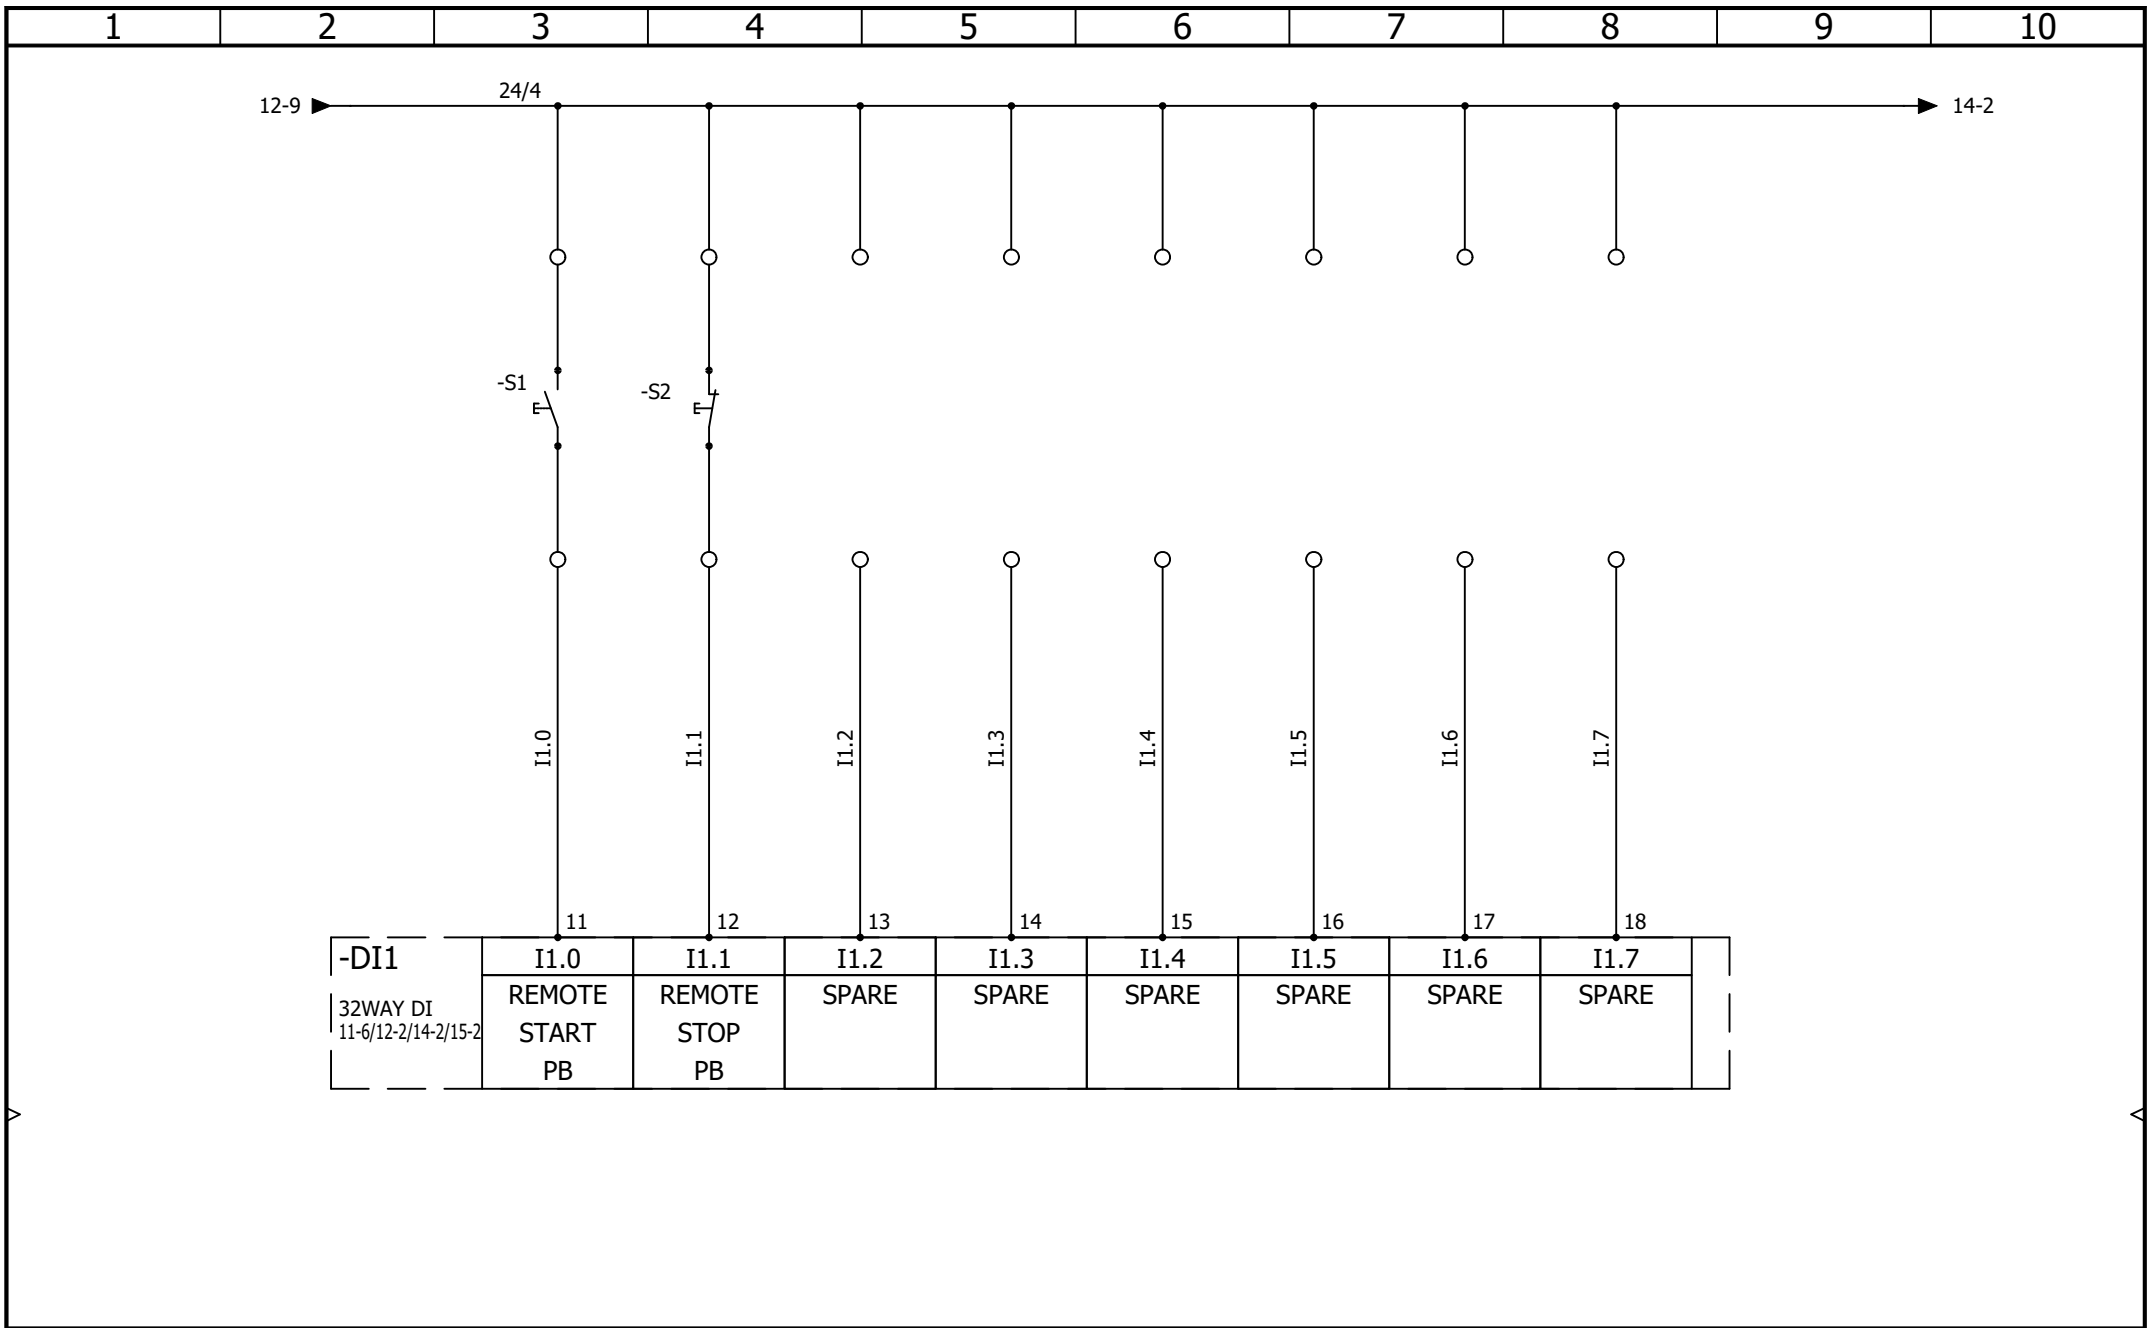 1 2 3 4 5 6 7 8 9 10
24/4
12-9 14-2
-S1 -S2
I1.0 I1.1 I1.2 I1.3 I1.4 I1.5 I1.6 I1.7
11 12 13 14 15 16 17 18
-DI1 I1.0 I1.1 I1.2 I1.3 I1.4 I1.5 I1.6 I1.7
REMOTE REMOTE SPARE SPARE SPARE SPARE SPARE SPARE
32WAY DI
11-6/12-2/14-2/15-2 START STOP
PB PB